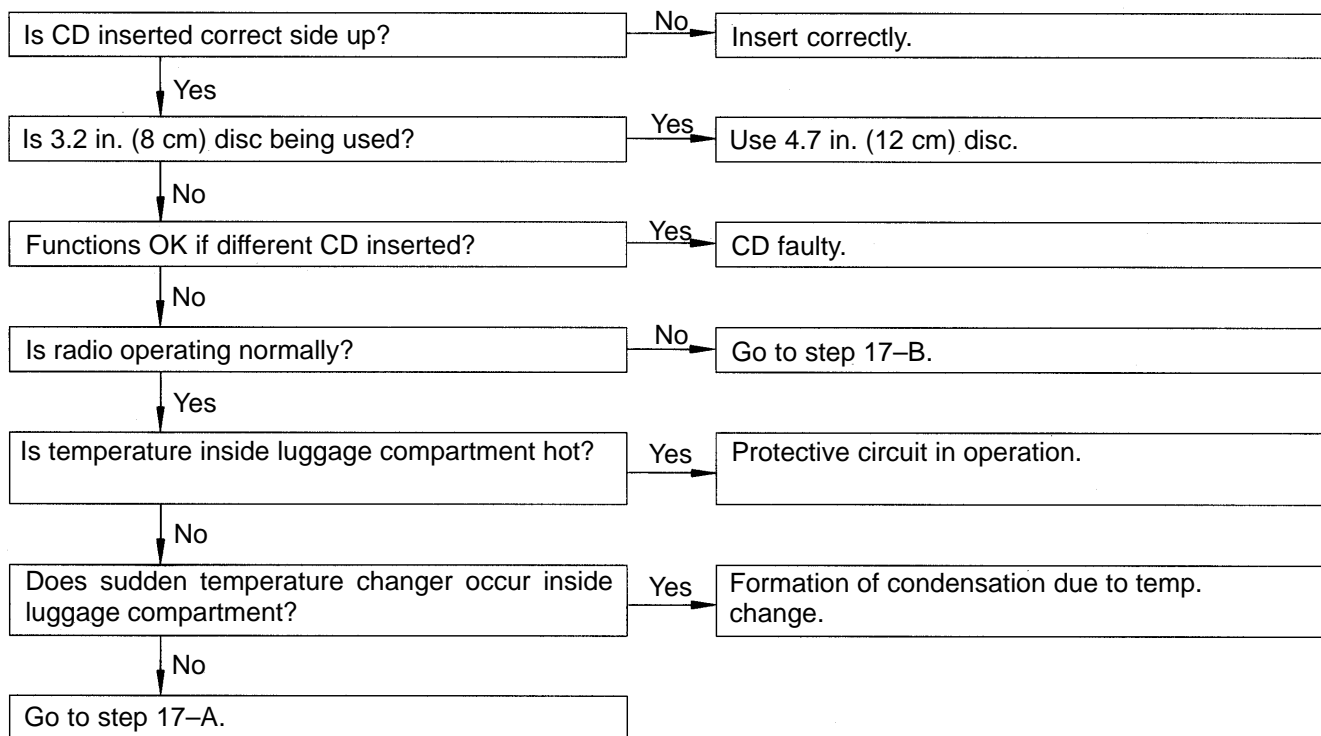 Is CD inserted correct side up?
No
Insert correctly.
Yes
Is 3.2 in. (8 cm) disc being used?
Yes
Use 4.7 in. (12 cm) disc.
No
Functions OK if different CD inserted?
Yes
CD faulty.
No
Is radio operating normally?
No
Go to step 17–B.
Yes
Is temperature inside luggage compartment hot?
Yes
Protective circuit in operation.
No
Does sudden temperature changer occur inside
luggage compartment?
Yes
Formation of condensation due to temp.
change.
No
Go to step 17–A.